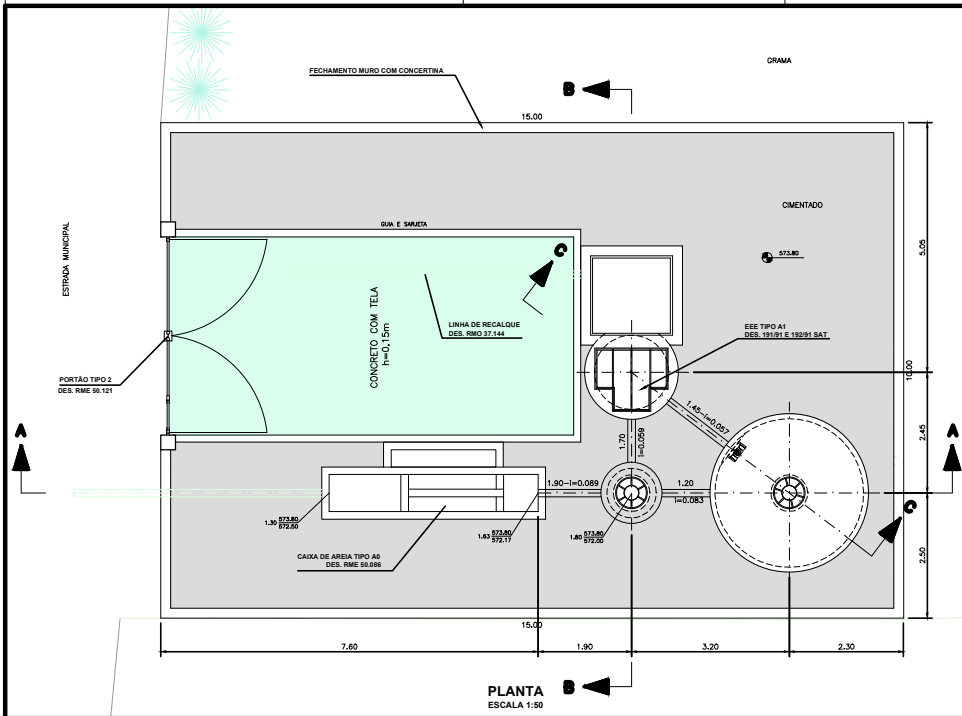 GRAMA
FECHAMENTO MURO COM CONCERTINA
B
15.00
CIMENTADO
573.80
5.05
ESTRADA MUNICIPAL
GUIA E SARJETA
C
CONCRETO COM TELA
h=0,15m
LINHA DE RECALQUE
DES. RMO 37.144
EEE TIPO A1
DES. 191/91 E 192/91 SAT
10.00
PORTÃO TIPO 2
DES. RME 50.121
A
A
1.45-i=0.057
1.70
i=0.059
2.45
1.90-i=0.089
1.20
i=0.083
C
1.30 573.80
572.50
1.63 573.80
572.17
1.80 573.80
572.00
CAIXA DE AREIA TIPO A0
DES. RME 50.086
2.50
15.00
7.60
1.90
3.20
2.30
PLANTA
ESCALA 1:50
B